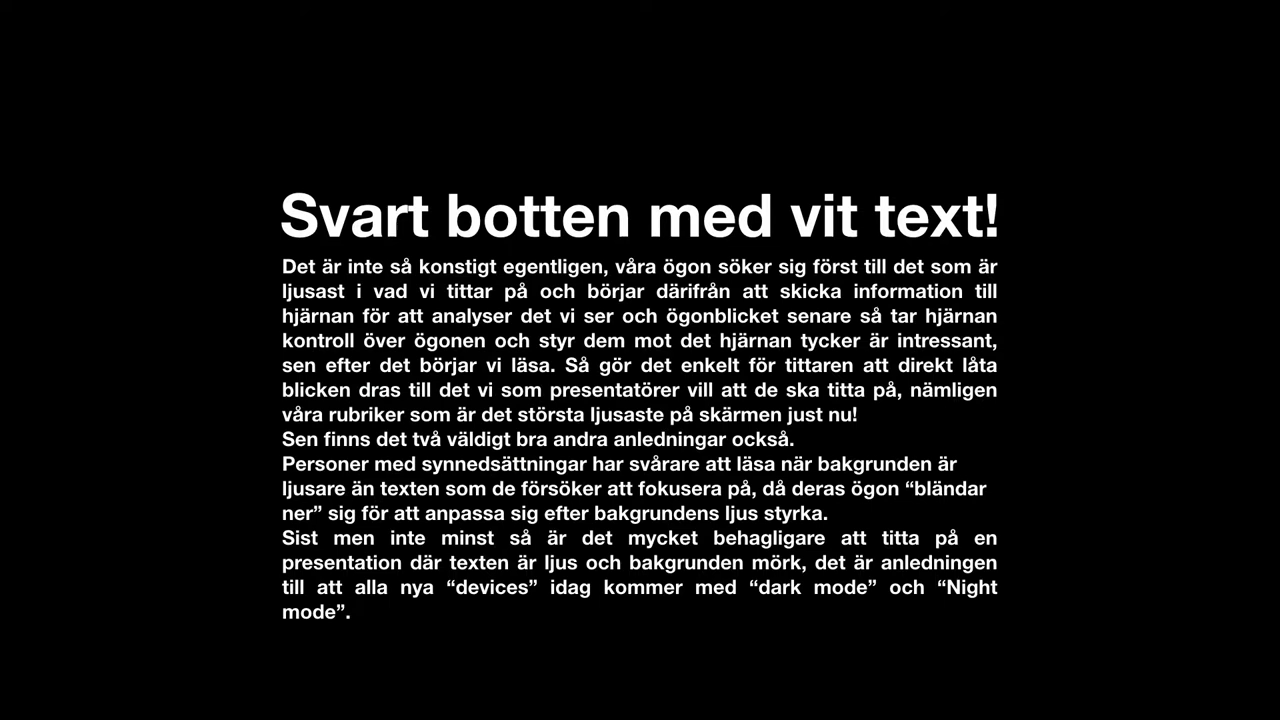 Svart botten med vit text!
Det är inte så konstigt egentligen, våra ögon söker sig först till det som är
ljusast i vad vi tittar på och börjar därifrån att skicka information till
hjärnan för att analyser det vi ser och ögonblicket senare så tar hjärnan
kontroll över ögonen och styr dem mot det hjärnan tycker är intressant,
sen efter det börjar vi läsa. Så gör det enkelt för tittaren att direkt låta
blicken dras till det vi som presentatörer vill att de ska titta på, nämligen
våra rubriker som är det största ljusaste på skärmen just nu!
Sen finns det två väldigt bra andra anledningar också.
Personer med synnedsättningar har svårare att läsa när bakgrunden är
ljusare än texten som de försöker att fokusera på, då deras ögon “bländar
ner” sig för att anpassa sig efter bakgrundens ljus styrka.
Sist men inte minst så är det mycket behagligare att titta på en
presentation där texten är ljus och bakgrunden mörk, det är anledningen
till att alla nya “devices” idag kommer med “dark mode” och “Night
mode”.